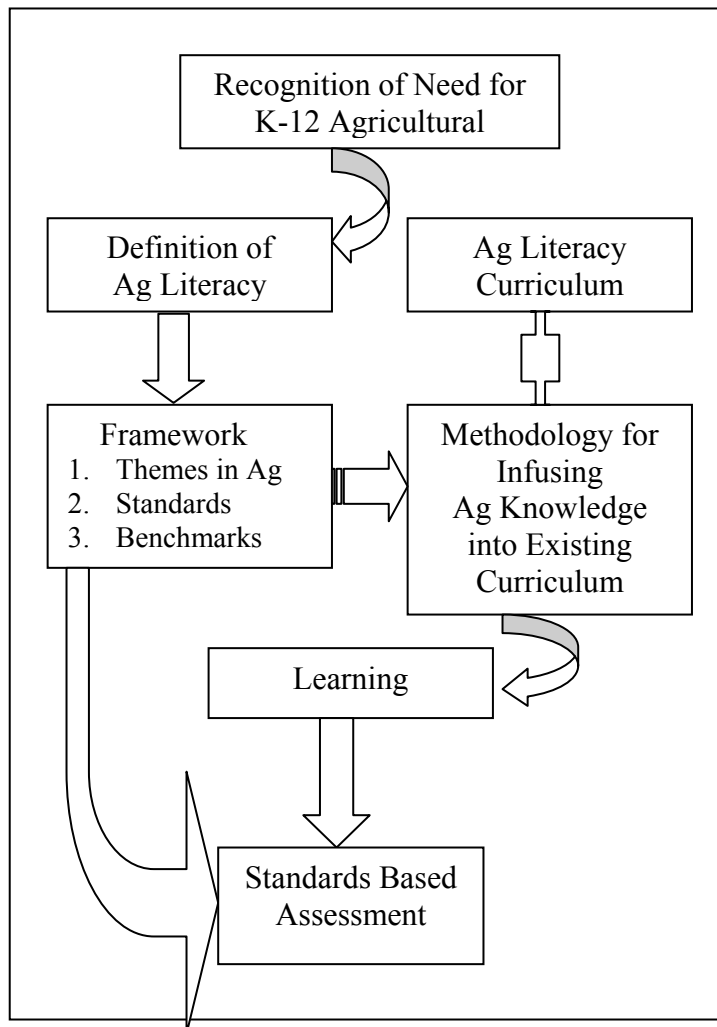 Recognition of Need for
K-12 Agricultural
Definition of
Ag Literacy
Ag Literacy
Curriculum
Framework
1. Themes in Ag
2. Standards
3. Benchmarks
Methodology for
Infusing
Ag Knowledge
into Existing
Curriculum
Learning
Standards Based
Assessment